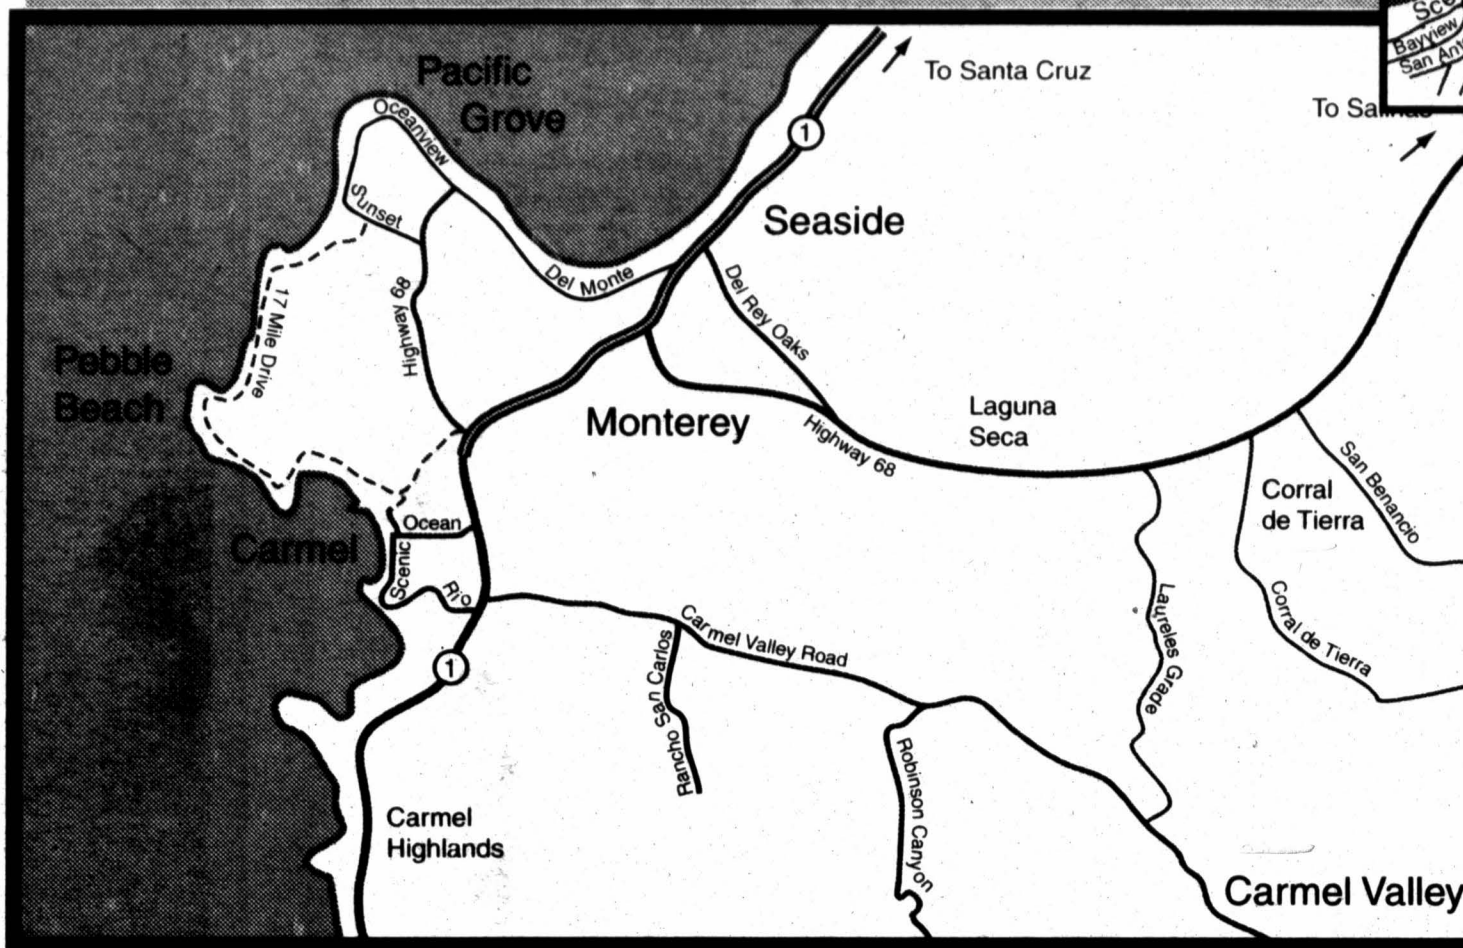 Bayview
To Santa Cruz
To Salinas
Pacific
Grove
Oceanview
1
Sunset
Seaside
Del Monte
Del Rey Oaks
17 Mile Drive
Highway 68
Pebble
Beach
Monterey
Highway 68
Laguna
Seca
San Benancio
Corral
de Tierra
Ocean
Carmel
Scenic
Rio
Laureles Grade
Corral de Tierra
Carmel Valley Road
Rancho San Carlos
1
Robinson Canyon
Carmel
Highlands
Carmel Valley